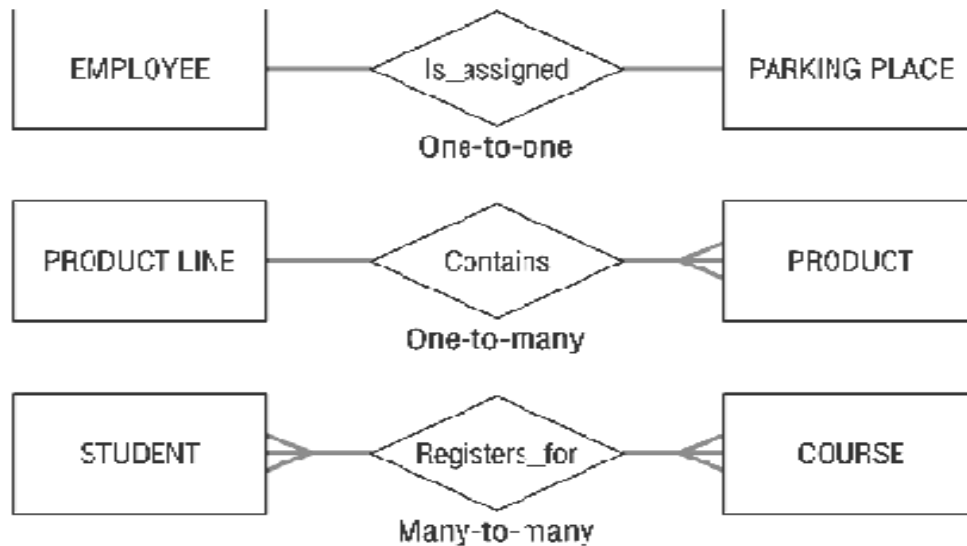 EMPLOYEE Is_assigned PARKING PLACE
One-to-one
PRODUCT LINE Contains PRODUCT
One-to-many
STUDENT Registers_for COURSE
Many-to-many